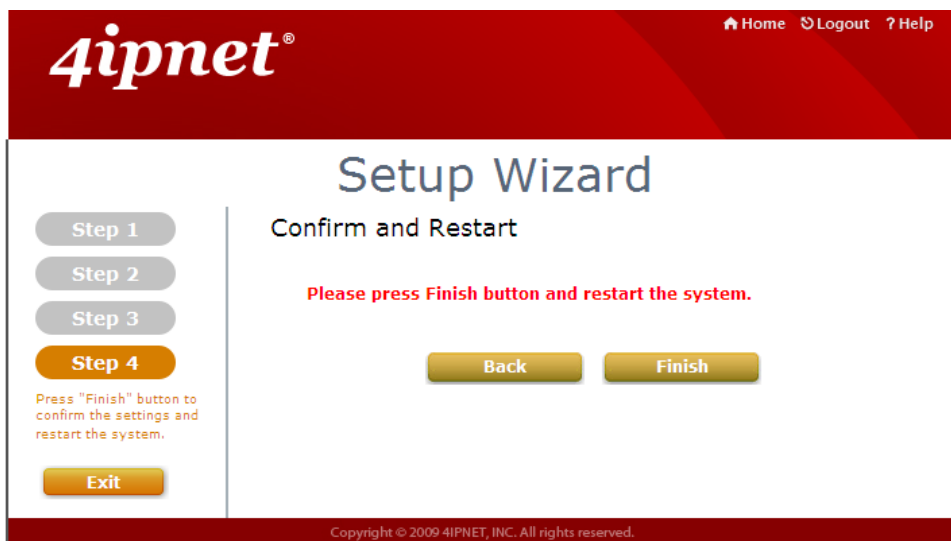 4ipnet®
Home Logout ? Help
Setup Wizard
Step 1
Step 2
Step 3
Step 4
Press "Finish" button to
confirm the settings and
restart the system.
Exit
Confirm and Restart
Please press Finish button and restart the system.
Back Finish
Copyright © 2009 4IPNET, INC. All rights reserved.